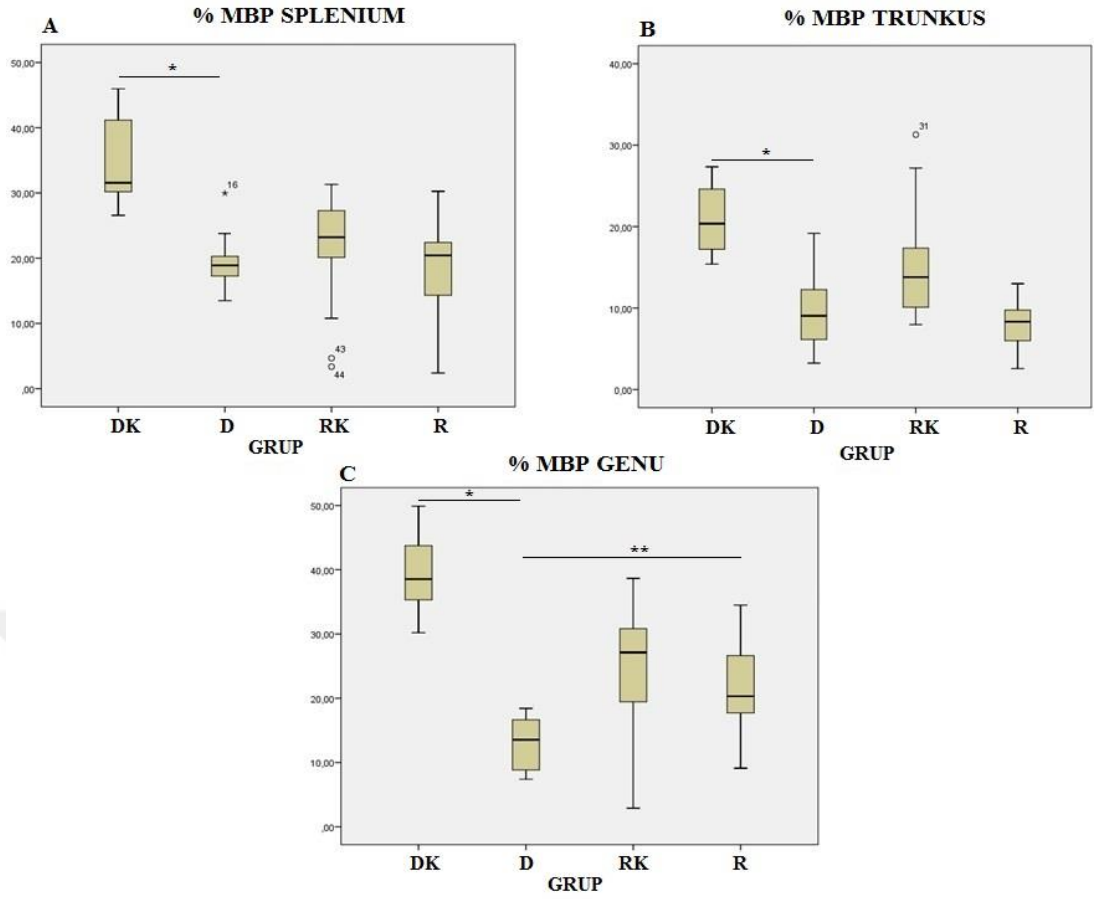 A
% MBP SPLENIUM
50,00
40,00
30,00
20,00
10,00
,00
*
*16
43
44
DK D RK R
GRUP
B
% MBP TRUNKUS
40,00
30,00
20,00
10,00
0,00
*
31
DK D RK R
GRUP
C
% MBP GENU
50,00
40,00
30,00
20,00
10,00
,00
*
**
DK D RK R
GRUP